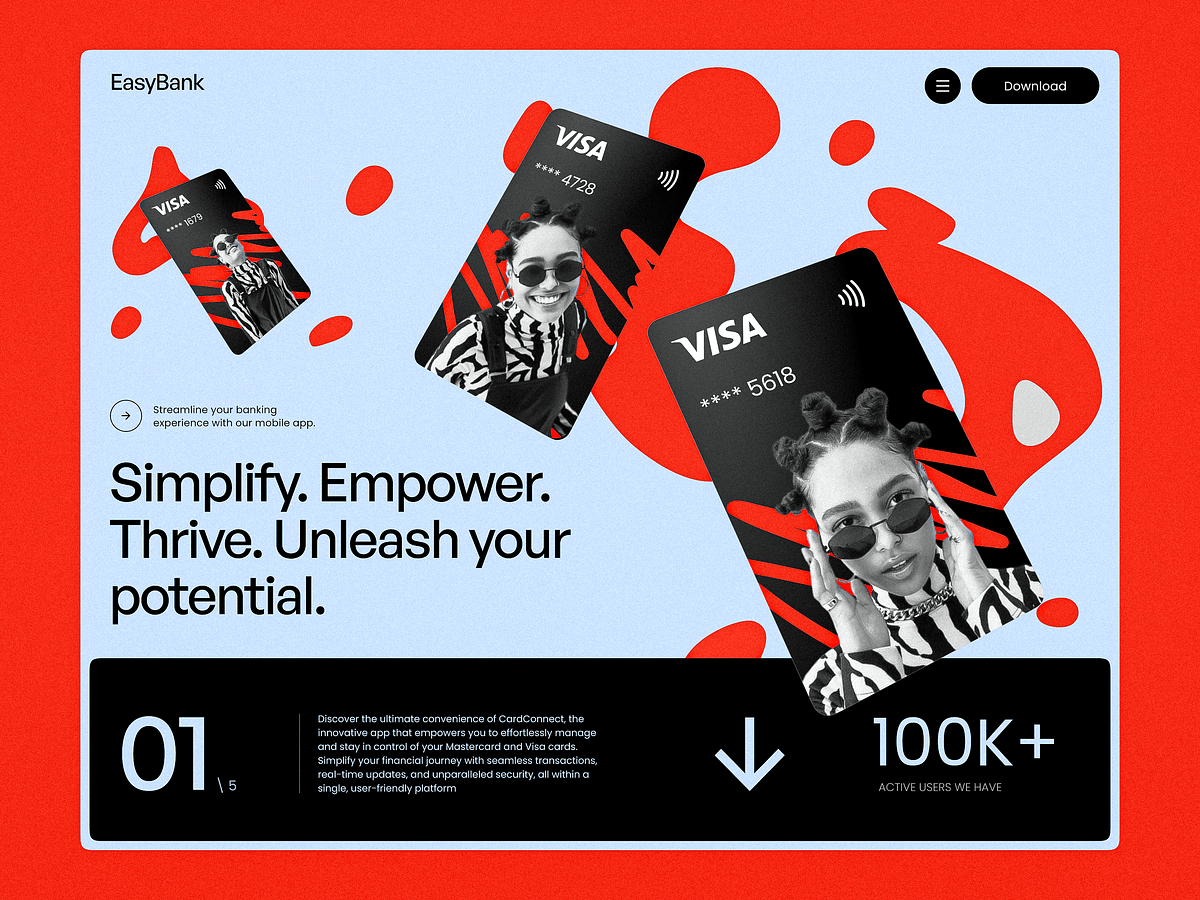 EasyBank
Download
VISA
**** 1679
VISA
**** 4728
VISA
**** 5618
Streamline your banking
experience with our mobile app.
Simplify. Empower.
Thrive. Unleash your
potential.
01 \ 5
Discover the ultimate convenience of CardConnect, the
innovative app that empowers you to effortlessly manage
and stay in control of your Mastercard and Visa cards.
Simplify your financial journey with seamless transactions,
real-time updates, and unparalleled security, all within a
single, user-friendly platform
100K+
ACTIVE USERS WE HAVE